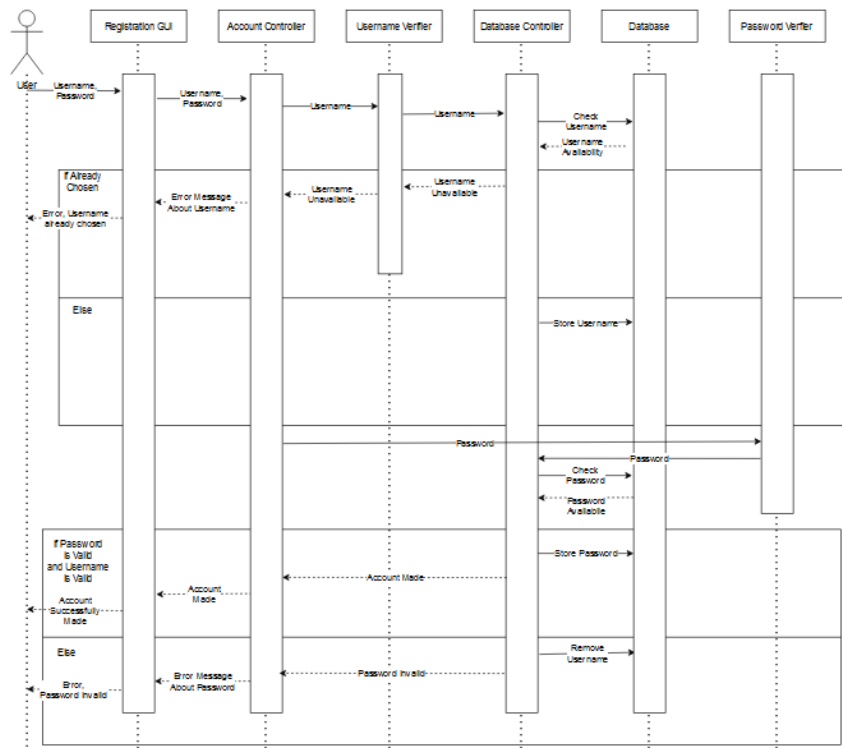 Registration GUI
Account Controller
Username Verifier
Database Controller
Database
Password Verfier
User
Username,
Password
Username,
Password
Username
Username
Check
Username
Username
Availability
If Already
Chosen
Username
Unavailable
Username
Unavailable
Error Message
About Username
Error, Username
already chosen
Else
Store Username
Password
Password
Check
Password
Password
Available
If Password
Is Valid
and Username
Is Valid
Store Password
Account Made
Account
Made
Account
Successfully
Made
Else
Remove
Username
Password Invalid
Error Message
About Password
Error,
Password Invalid